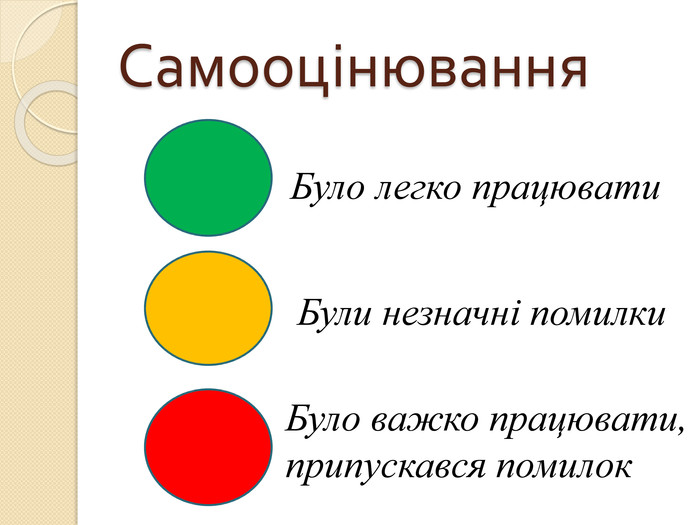 Самооцінювання
Було легко працювати
Були незначні помилки
Було важко працювати,
припускався помилок